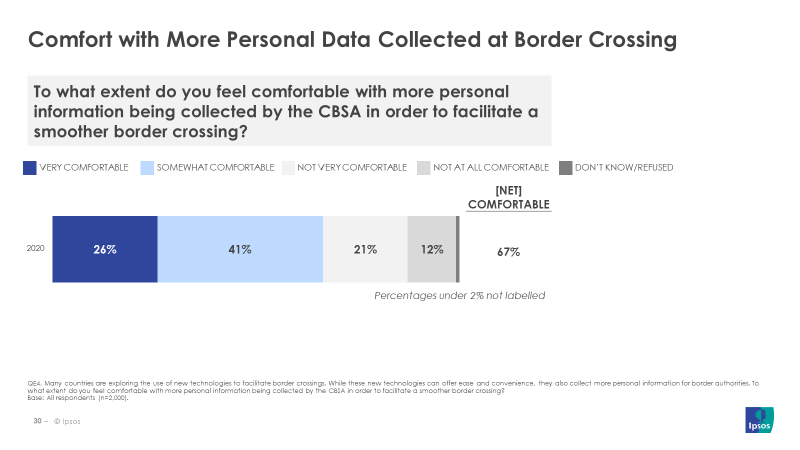 Comfort with More Personal Data Collected at Border Crossing
To what extent do you feel comfortable with more personal
information being collected by the CBSA in order to facilitate a
smoother border crossing?
VERY COMFORTABLE SOMEWHAT COMFORTABLE NOT VERY COMFORTABLE NOT AT ALL COMFORTABLE DON'T KNOW/REFUSED
[NET]
COMFORTABLE
2020 26% 41% 21% 12% 67%
Percentages under 2% not labelled
QE4. Many countries are exploring the use of new technologies to facilitate border crossings. While these new technologies can offer ease and convenience, they also collect more personal information for border authorities. To
what extent do you feel comfortable with more personal information being collected by the CBSA in order to facilitate a smoother border crossing?
Base: All respondents (n=2,000).
30 – © Ipsos
Ipsos